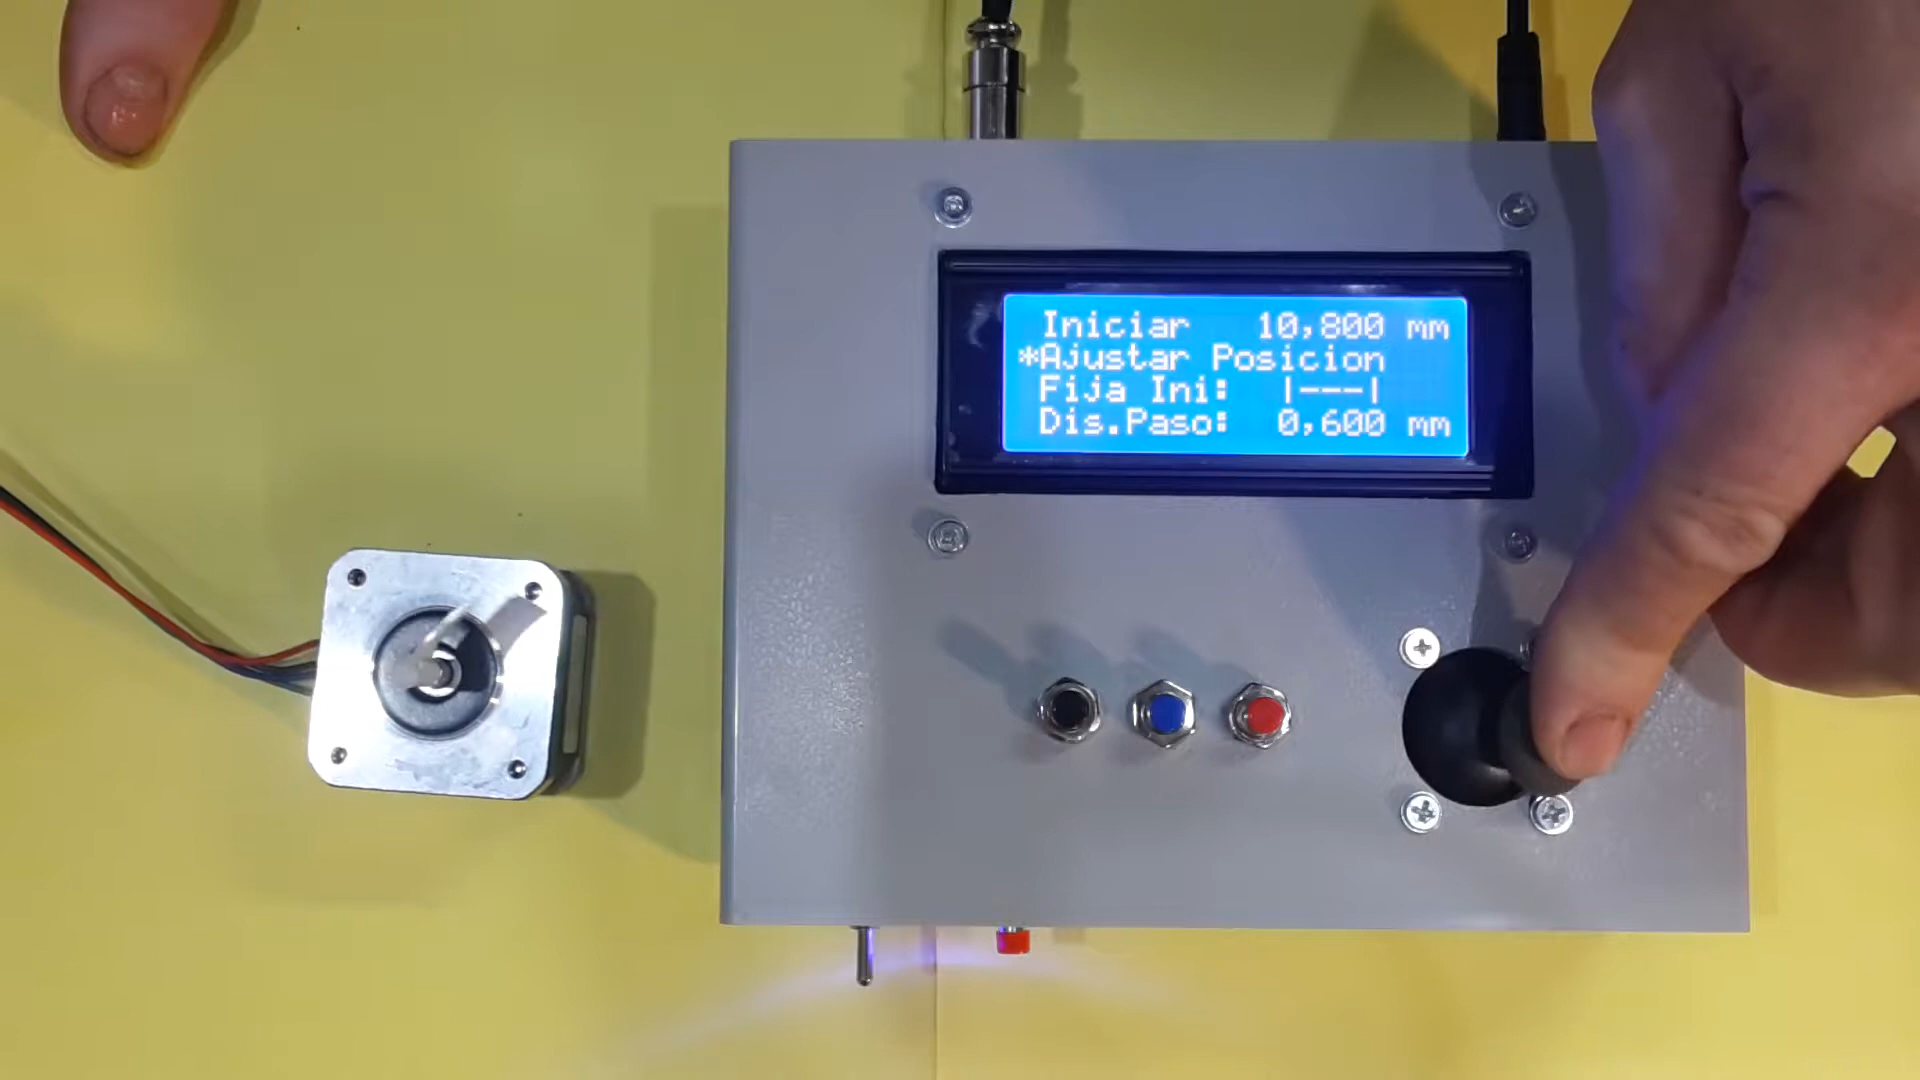 Iniciar 10,800 mm
*Ajustar Posicion
Fija Ini: |---|
Dis.Paso: 0,600 mm